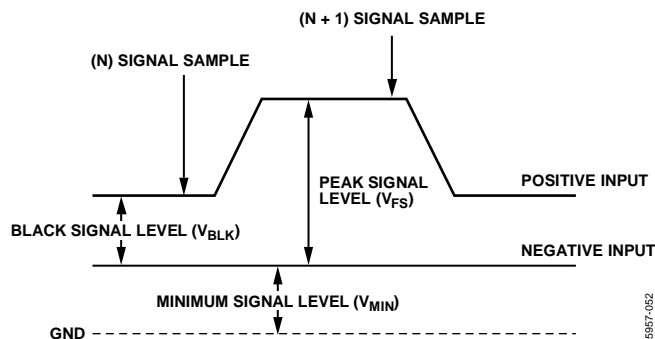 (N + 1) SIGNAL SAMPLE
(N) SIGNAL SAMPLE
PEAK SIGNAL
LEVEL (VFS)
POSITIVE INPUT
BLACK SIGNAL LEVEL (VBLK)
NEGATIVE INPUT
MINIMUM SIGNAL LEVEL (VMIN)
GND
5957-052